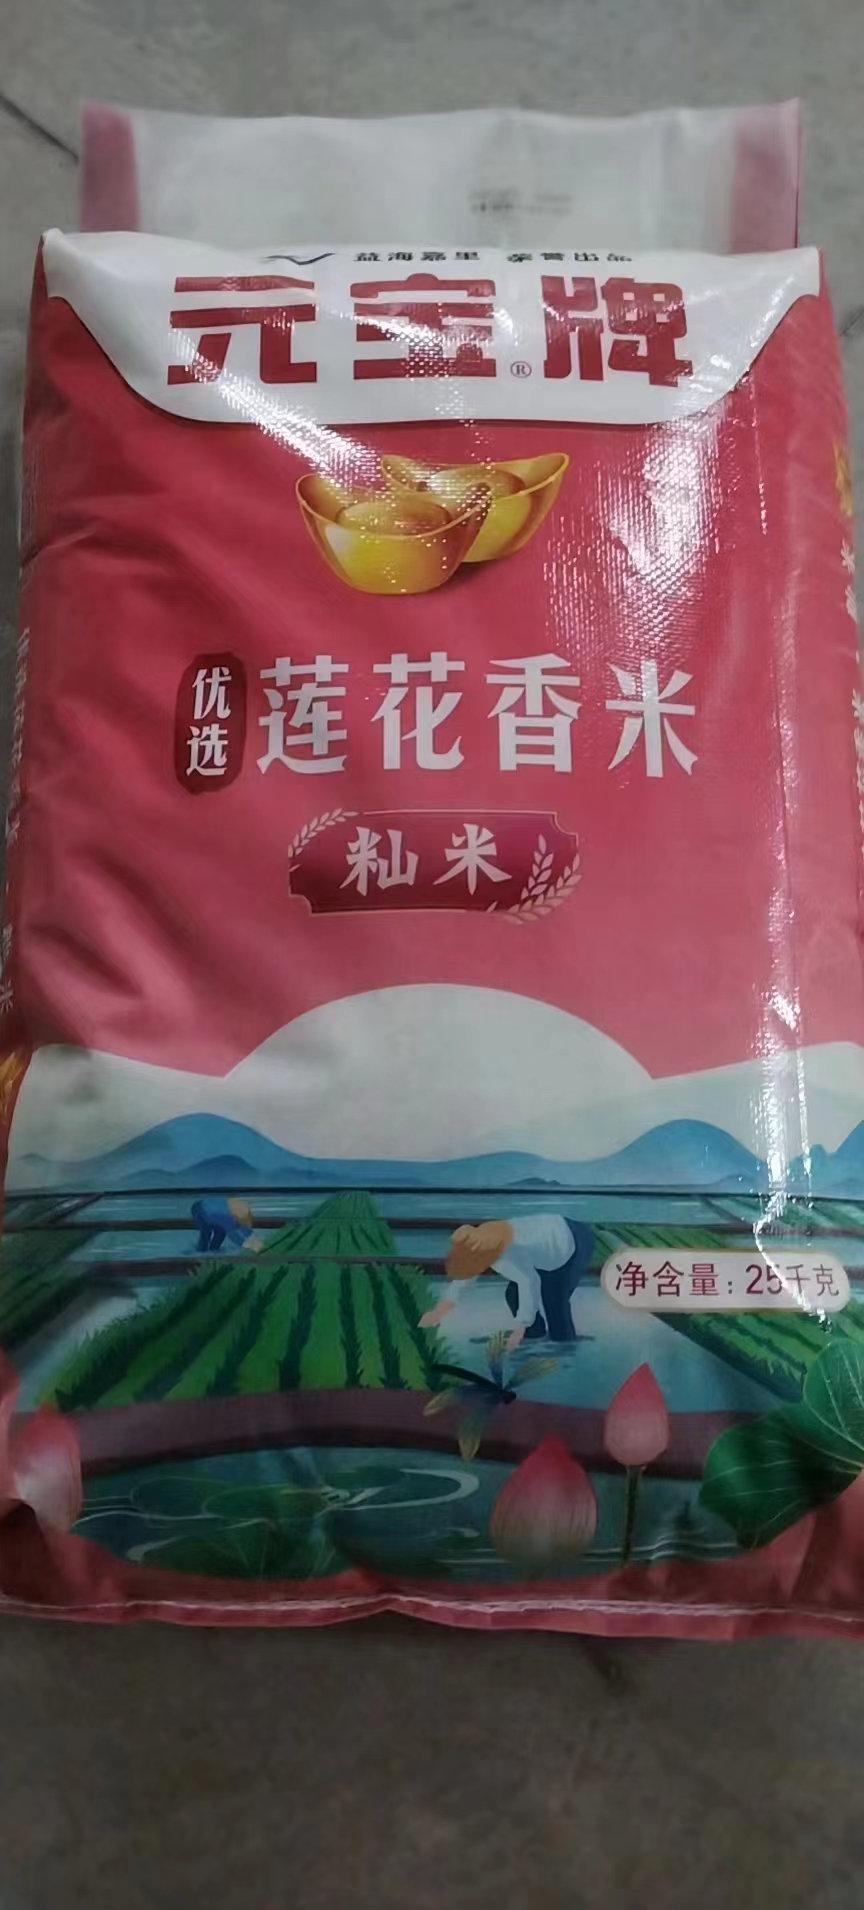 益海嘉里 荣誉出品
元宝®牌
优选
莲花香米
籼米
净含量:25千克